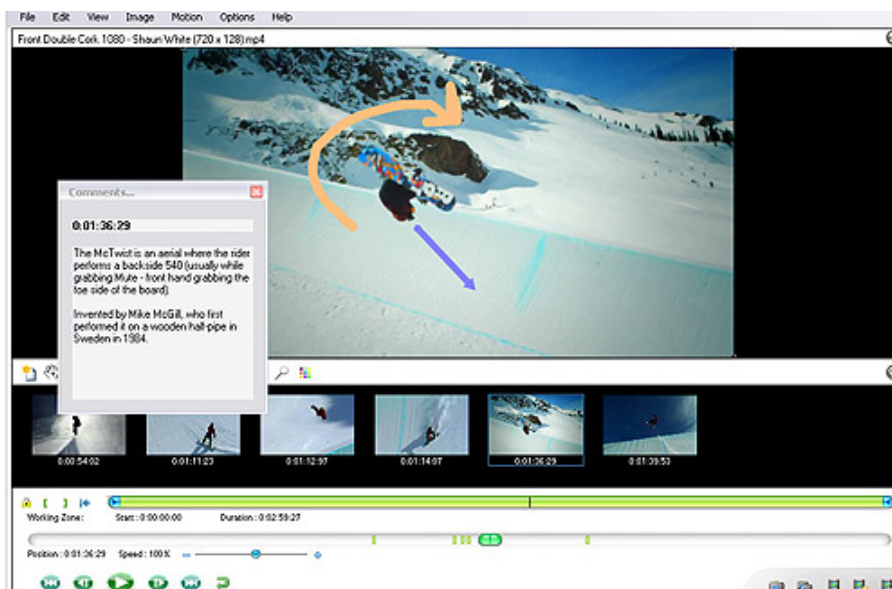 File Edit View Image Motion Options Help
Front Double Cork 1080 - Shaun White (720 x 128).mp4
Comments...
0:01:36:29
The McTwist is an aerial where the rider
performs a backside 540 (usually while
grabbing Mute - front hand grabbing the
toe side of the board)
Invented by Mike McGill, who first
performed it on a wooden half-pipe in
Sweden in 1984.
0:00:54:02 0:01:11:23 0:01:12:97 0:01:14:07 0:01:36:29 0:01:39:53
Working Zone: Start: 0:00:00:00 Duration: 0:02:59:27
Position: 0:01:36:29 Speed: 100%